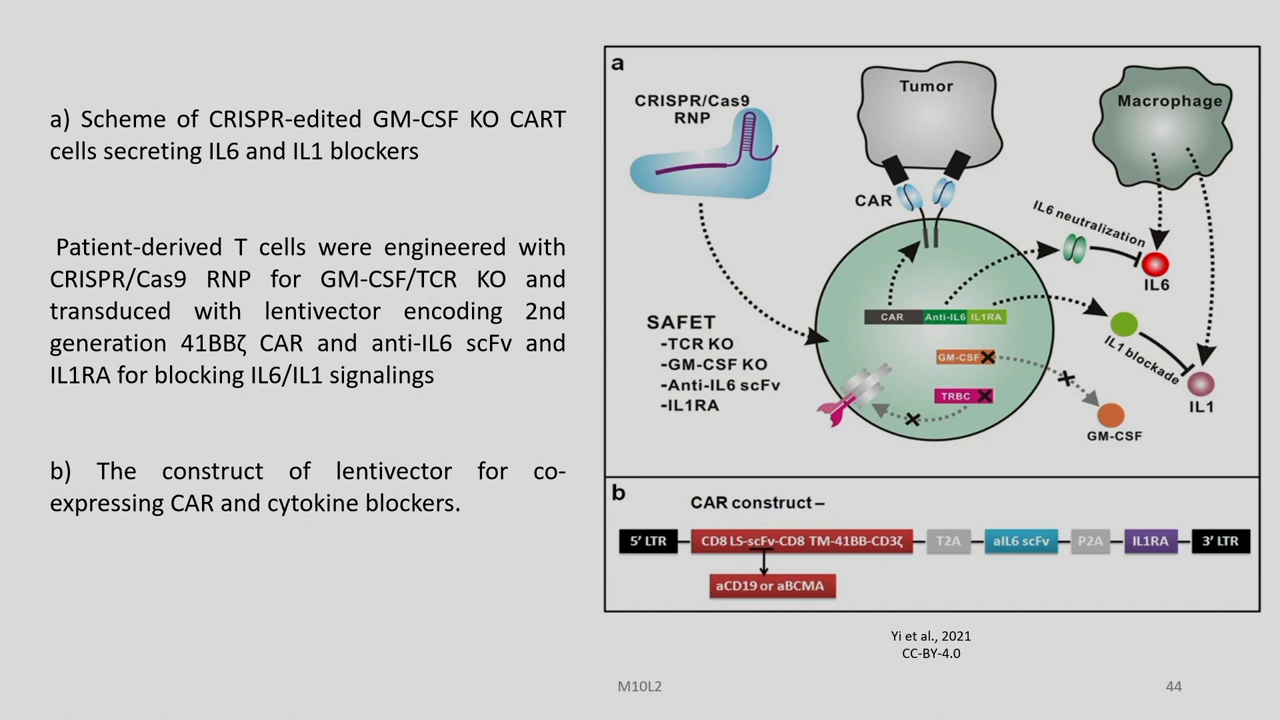 a) Scheme of CRISPR-edited GM-CSF KO CART
cells secreting IL6 and IL1 blockers
Patient-derived T cells were engineered with
CRISPR/Cas9 RNP for GM-CSF/TCR KO and
transduced with lentivector encoding 2nd
generation 41BBζ CAR and anti-IL6 scFv and
IL1RA for blocking IL6/IL1 signalings
b) The construct of lentivector for co-
expressing CAR and cytokine blockers.
a
CRISPR/Cas9
RNP
Tumor
Macrophage
CAR
IL6 neutralization
IL6
CAR Anti-IL6 IL1RA
IL1 blockade
IL1
SAFET
-TCR KO
-GM-CSF KO
-Anti-IL6 scFv
-IL1RA
GM-CSF
TRBC
GM-CSF
b
CAR construct –
5' LTR CD8 LS-scFv-CD8 TM-41BB-CD3ζ T2A aIL6 scFv P2A IL1RA 3' LTR
aCD19 or aBCMA
Yi et al., 2021
CC-BY-4.0
M10L2
44